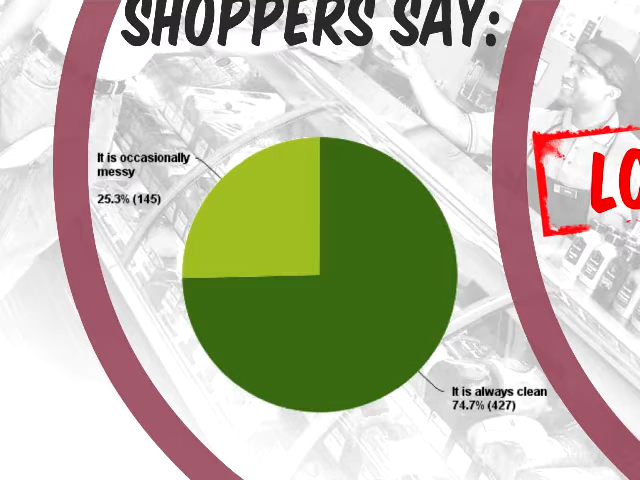 SHOPPERS SAY:
It is occasionally
messy
25.3% (145)
LO
It is always clean
74.7% (427)